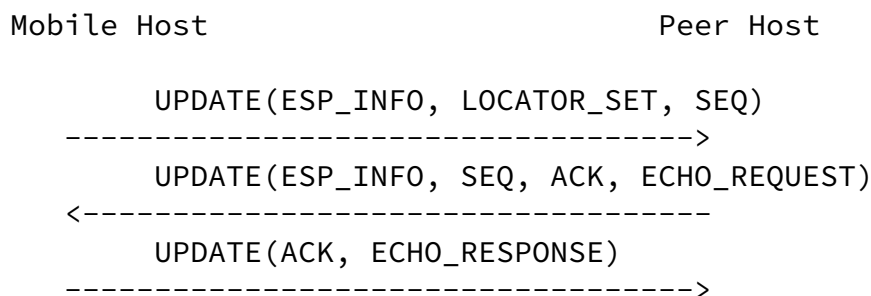 Mobile Host Peer Host
UPDATE(ESP_INFO, LOCATOR_SET, SEQ)
----------------------------------->
UPDATE(ESP_INFO, SEQ, ACK, ECHO_REQUEST)
<-----------------------------------
UPDATE(ACK, ECHO_RESPONSE)
----------------------------------->